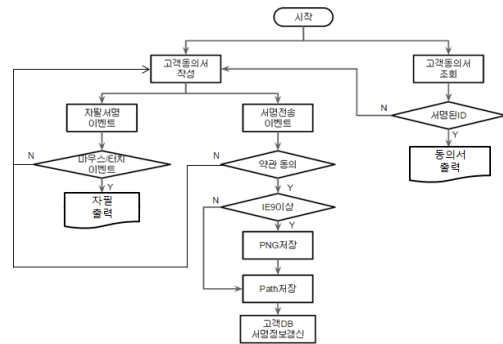 시작
고객동의서
작성
고객동의서
조회
자필서명
이벤트
서명전송
이벤트
N
서명된ID
N
마우스/터치
이벤트
N
약관 동의
Y
동의서
출력
Y
자필
출력
Y
N
IE9이상
Y
PNG저장
Path저장
고객DB
서명정보갱신